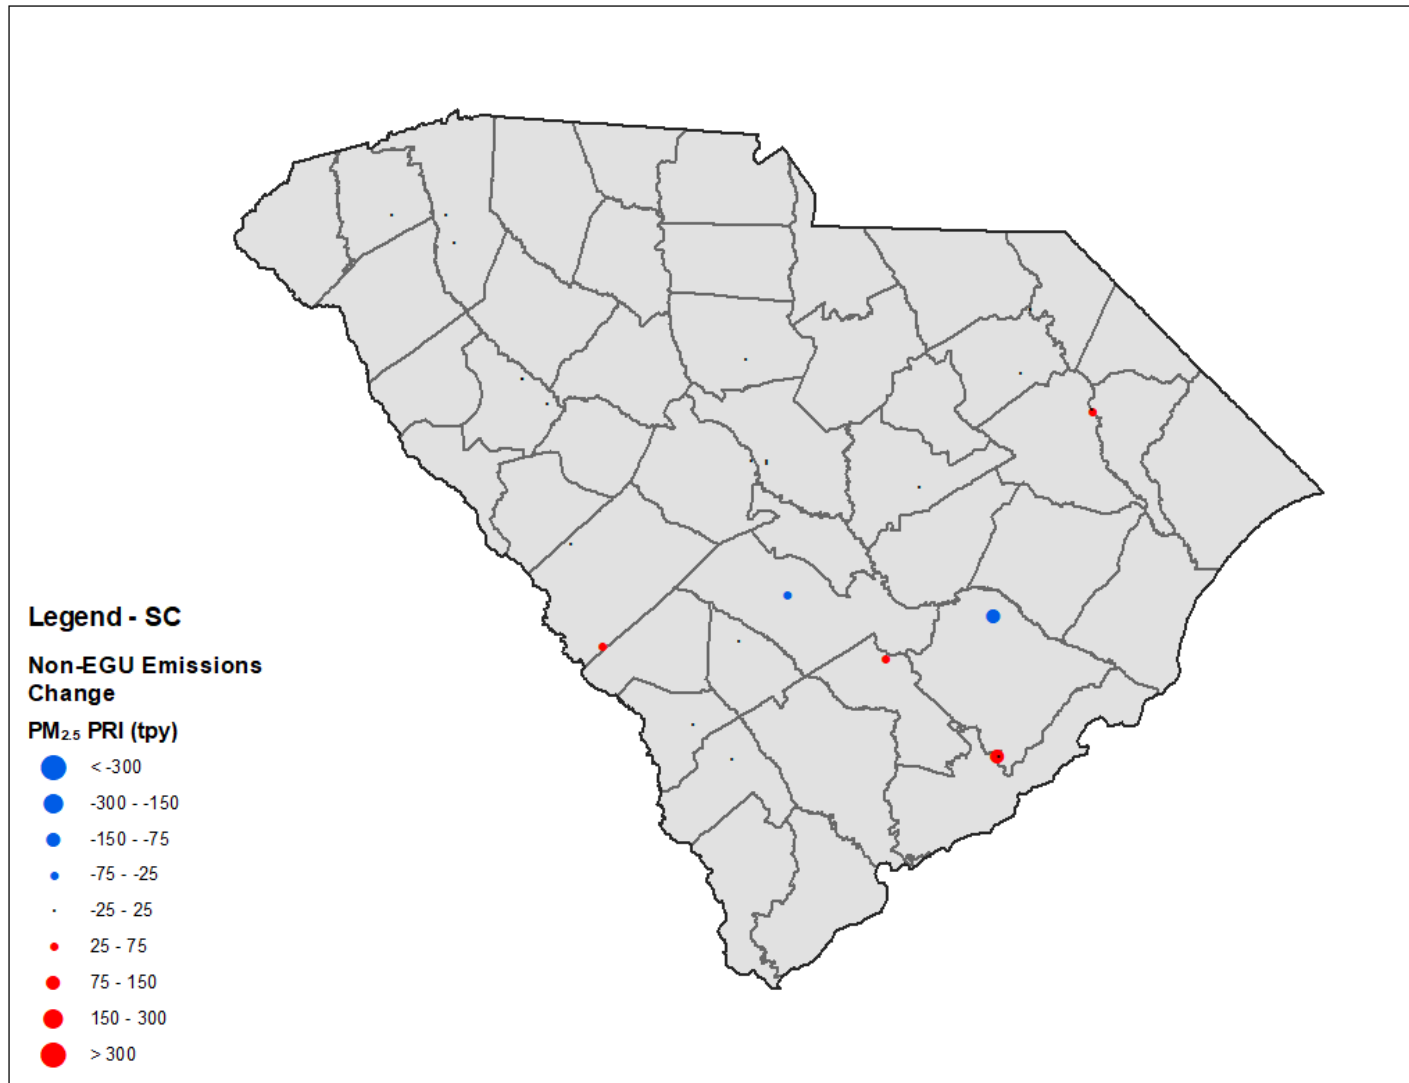 Legend - SC
Non-EGU Emissions
Change
PM₂.₅ PRI (tpy)
< -300
-300 - -150
-150 - -75
-75 - -25
-25 - 25
25 - 75
75 - 150
150 - 300
> 300